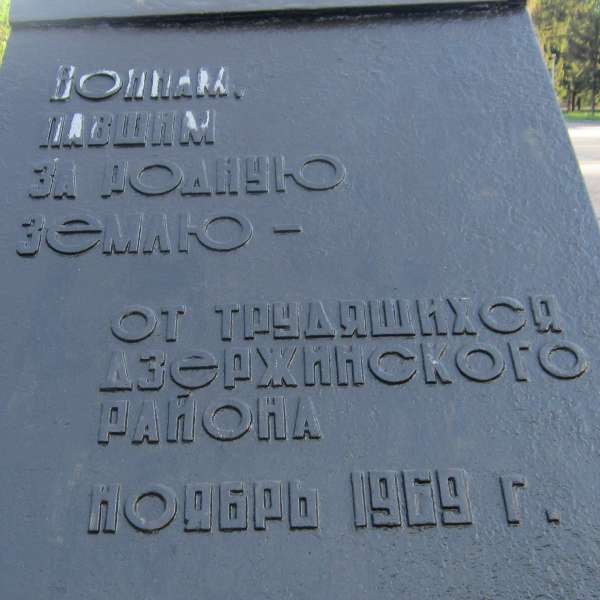 Воинам,
павшим
за родную
землю –
от трудящихся
Дзержинского
района
ноябрь 1969 г.